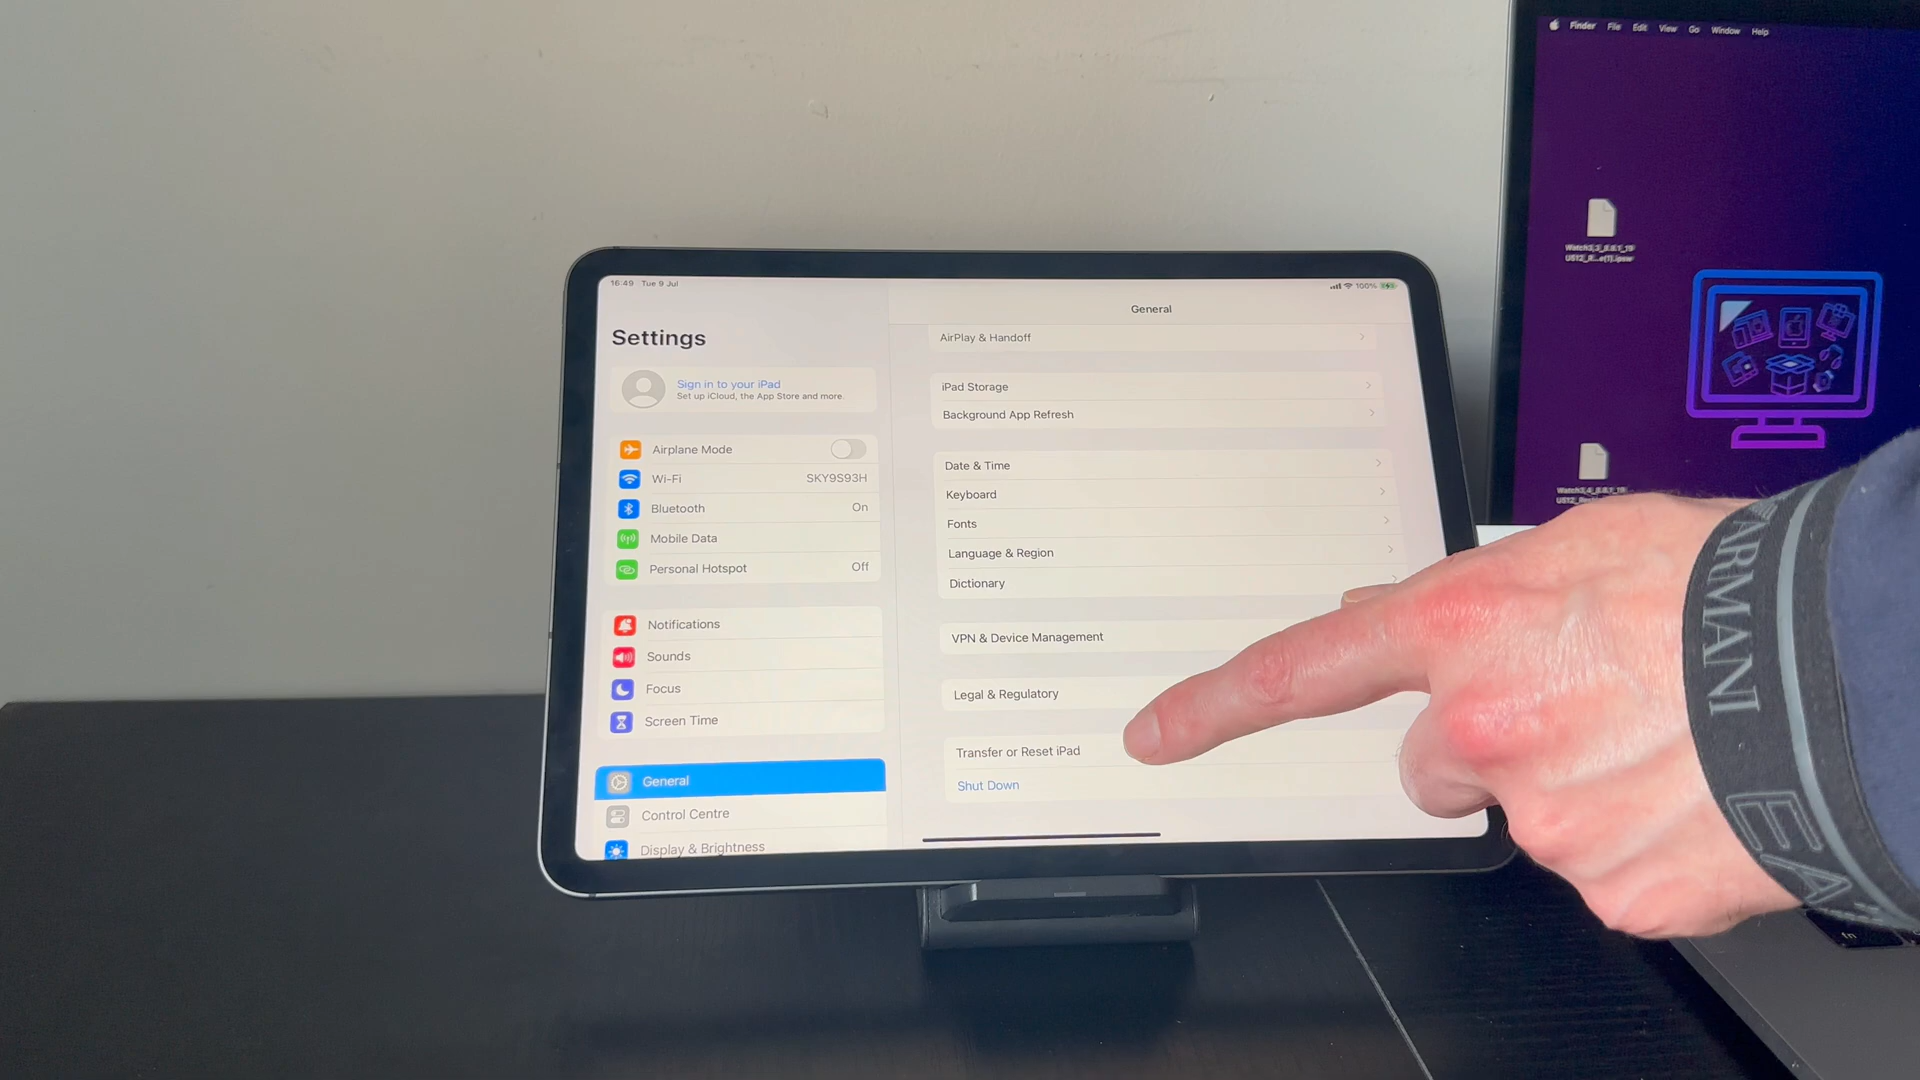 Finder File Edit View Go Window Help
16:49 Tue 9 Jul
100%
Settings
General
Sign in to your iPad
Set up iCloud, the App Store and more.
Airplane Mode
Wi-Fi SKY9S93H
Bluetooth On
Mobile Data
Personal Hotspot Off
Notifications
Sounds
Focus
Screen Time
General
Control Centre
Display & Brightness
AirPlay & Handoff
iPad Storage
Background App Refresh
Date & Time
Keyboard
Fonts
Language & Region
Dictionary
VPN & Device Management
Legal & Regulatory
Transfer or Reset iPad
Shut Down
ARMANI
EA
fn